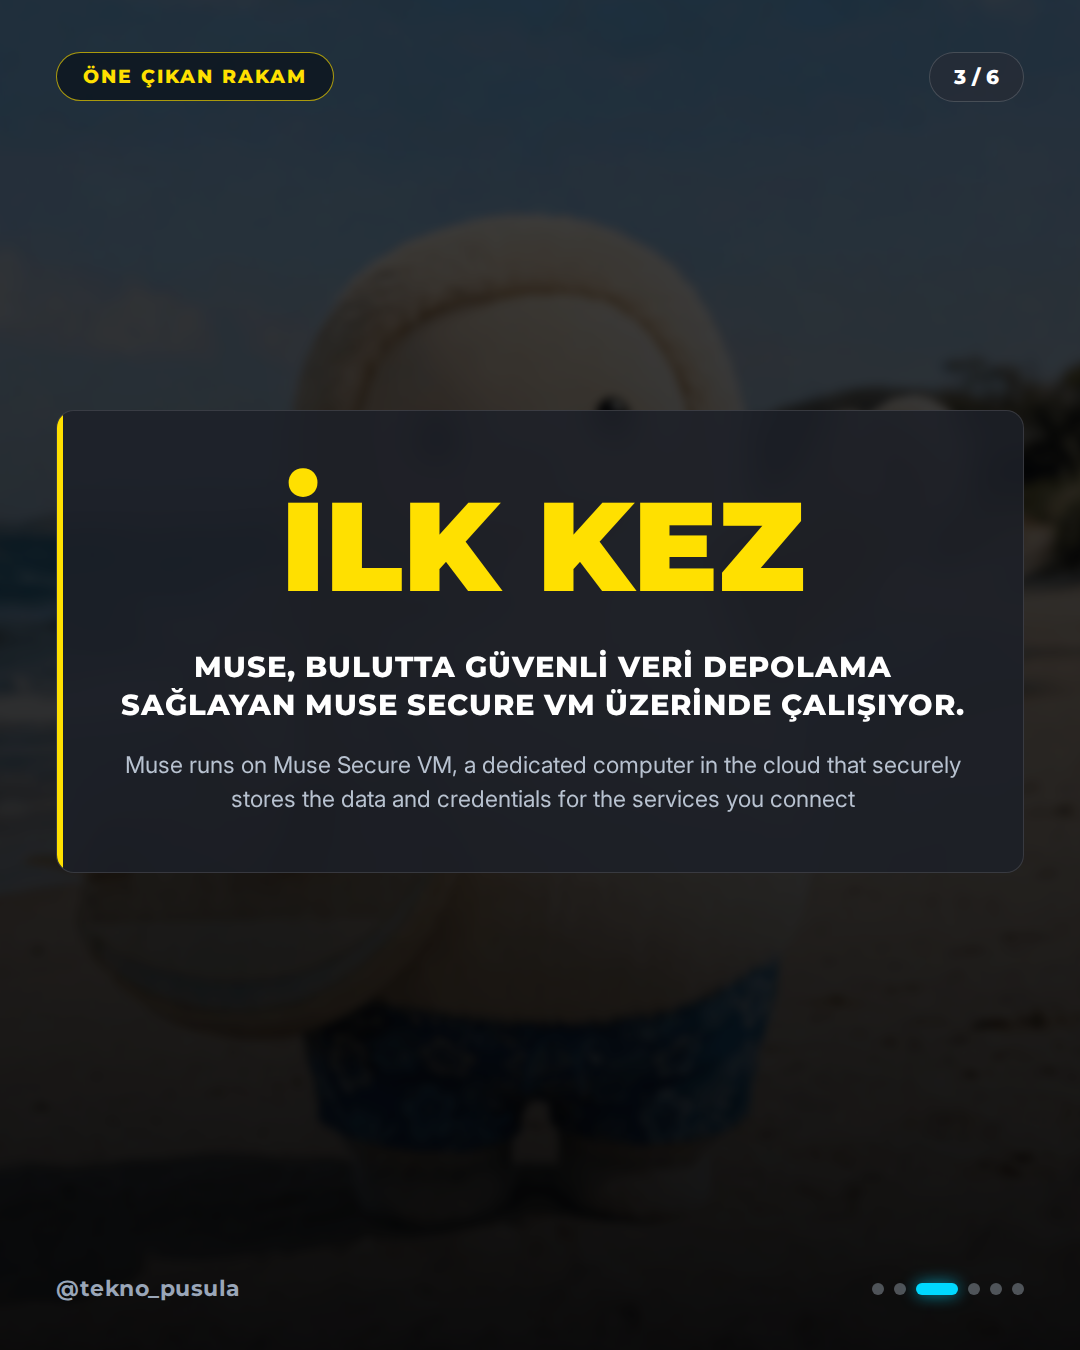 ÖNE ÇIKAN RAKAM
3 / 6
İLK KEZ
MUSE, BULUTTA GÜVENLİ VERİ DEPOLAMA
SAĞLAYAN MUSE SECURE VM ÜZERİNDE ÇALIŞIYOR.
Muse runs on Muse Secure VM, a dedicated computer in the cloud that securely
stores the data and credentials for the services you connect
@tekno_pusula